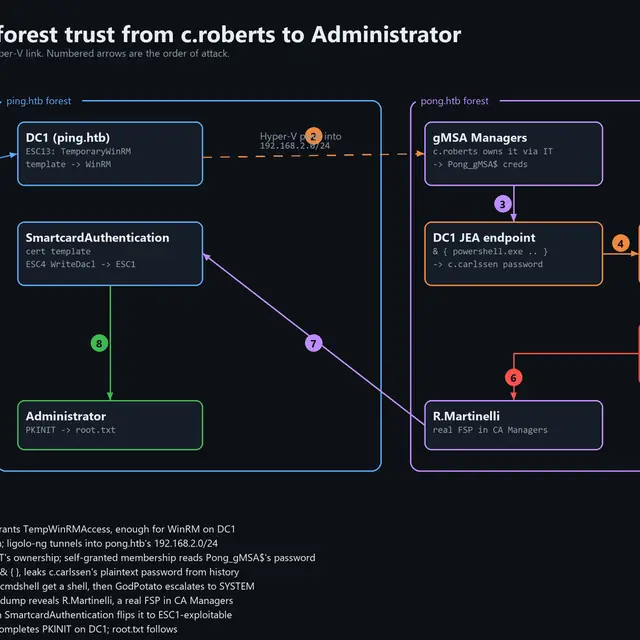 forest trust from c.roberts to Administrator
per-V link. Numbered arrows are the order of attack.
ping.htb forest
pong.htb forest
DC1 (ping.htb)
ESC13: TemporaryWinRM
template -> WinRM
Hyper-V into
2
192.168.2.0/24
gMSA Managers
c.roberts owns it via IT
-> Pong_gMSA$ creds
3
SmartcardAuthentication
cert template
ESC4 WriteDacl -> ESC1
DC1 JEA endpoint
& { powershell.exe .. }
-> c.carlssen password
4
8
7
6
Administrator
PKINIT -> root.txt
R.Martinelli
real FSP in CA Managers
rants TempWinRMAccess, enough for WinRM on DC1
; ligolo-ng tunnels into pong.htb's 192.168.2.0/24
T's ownership; self-granted membership reads Pong_gMSA$'s password
& { }, leaks c.carlssen's plaintext password from history
cmdshell get a shell, then GodPotato escalates to SYSTEM
dump reveals R.Martinelli, a real FSP in CA Managers
n SmartcardAuthentication flips it to ESC1-exploitable
completes PKINIT on DC1; root.txt follows